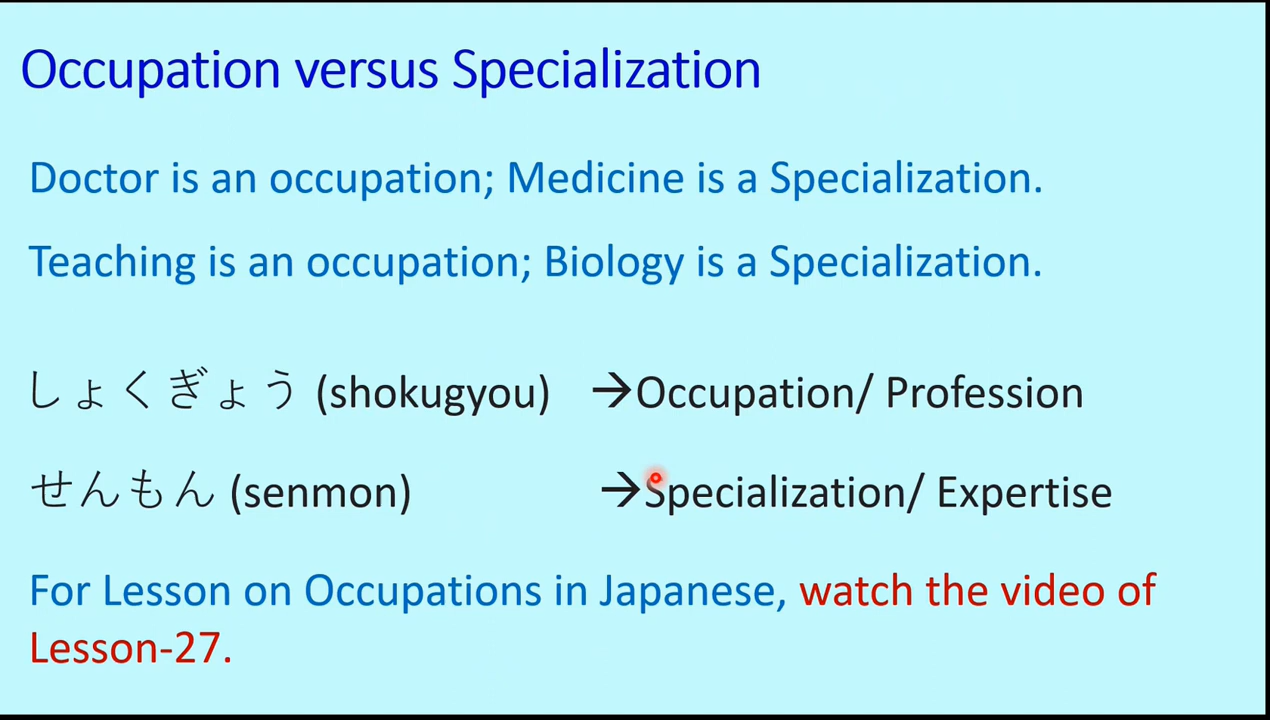 Occupation versus Specialization
Doctor is an occupation; Medicine is a Specialization.
Teaching is an occupation; Biology is a Specialization.
しょくぎょう (shokugyou) →Occupation/ Profession
せんもん (senmon) →Specialization/ Expertise
For Lesson on Occupations in Japanese, watch the video of
Lesson-27.